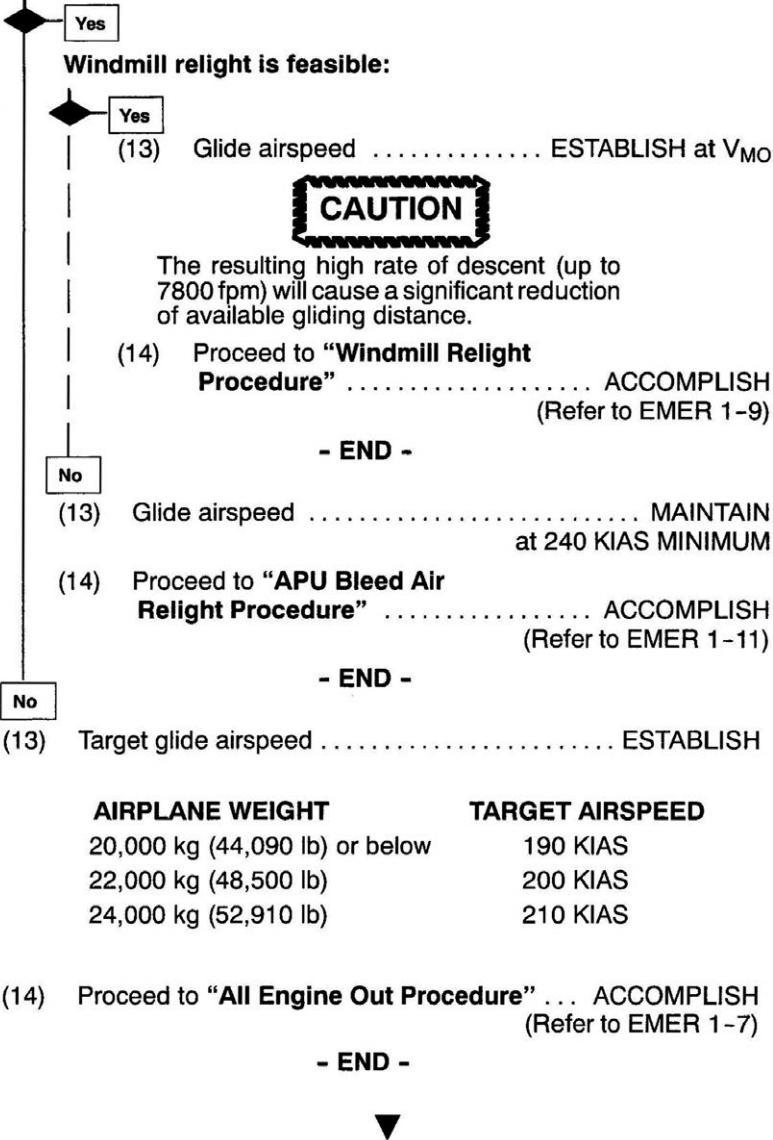 Yes
Windmill relight is feasible:
Yes
(13) Glide airspeed .............. ESTABLISH at VMO
CAUTION
The resulting high rate of descent (up to
7800 fpm) will cause a significant reduction
of available gliding distance.
(14) Proceed to “Windmill Relight
Procedure” .................... ACCOMPLISH
(Refer to EMER 1-9)
- END -
No
(13) Glide airspeed .......................... MAINTAIN
at 240 KIAS MINIMUM
(14) Proceed to “APU Bleed Air
Relight Procedure” ................. ACCOMPLISH
(Refer to EMER 1-11)
- END -
No
(13) Target glide airspeed ....................... ESTABLISH
AIRPLANE WEIGHT TARGET AIRSPEED
20,000 kg (44,090 lb) or below 190 KIAS
22,000 kg (48,500 lb) 200 KIAS
24,000 kg (52,910 lb) 210 KIAS
(14) Proceed to “All Engine Out Procedure” ... ACCOMPLISH
(Refer to EMER 1-7)
- END -